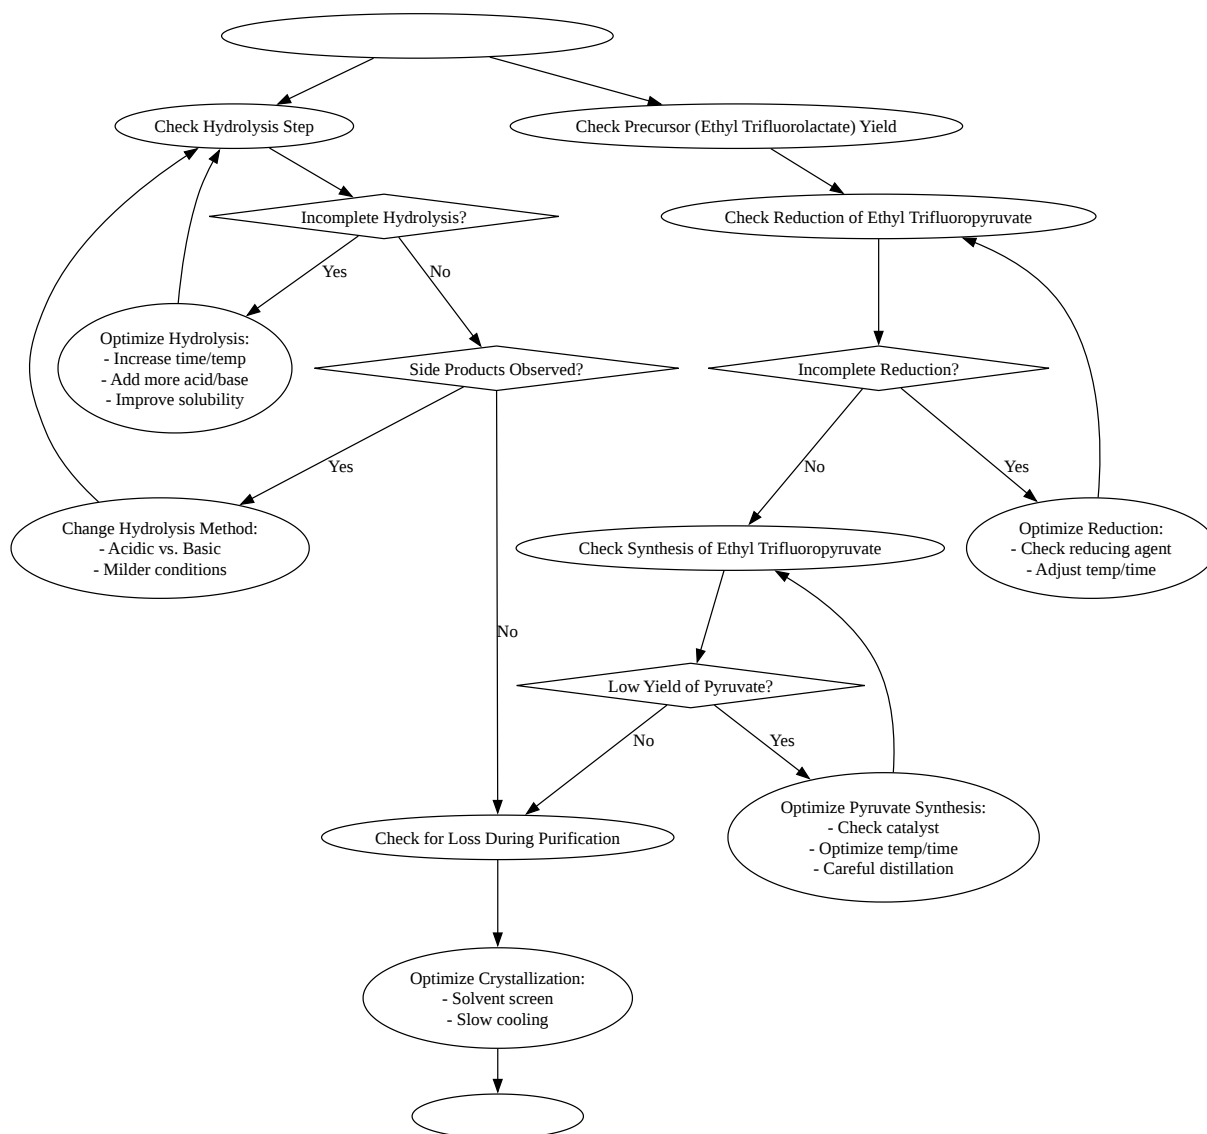 Check Hydrolysis Step
Check Precursor (Ethyl Trifluorolactate) Yield
Incomplete Hydrolysis?
Check Reduction of Ethyl Trifluoropyruvate
Yes
No
Optimize Hydrolysis:
- Increase time/temp
- Add more acid/base
- Improve solubility
Side Products Observed?
Incomplete Reduction?
Yes
No
Yes
Change Hydrolysis Method:
- Acidic vs. Basic
- Milder conditions
Check Synthesis of Ethyl Trifluoropyruvate
Optimize Reduction:
- Check reducing agent
- Adjust temp/time
No
Low Yield of Pyruvate?
No
Yes
Check for Loss During Purification
Optimize Pyruvate Synthesis:
- Check catalyst
- Optimize temp/time
- Careful distillation
Optimize Crystallization:
- Solvent screen
- Slow cooling